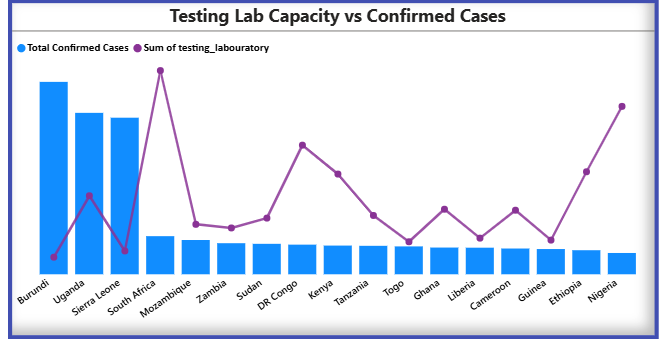 Testing Lab Capacity vs Confirmed Cases
Total Confirmed Cases Sum of testing_labouratory
Burundi
Uganda
Sierra Leone
South Africa
Mozambique
Zambia
Sudan
DR Congo
Kenya
Tanzania
Togo
Ghana
Liberia
Cameroon
Guinea
Ethiopia
Nigeria